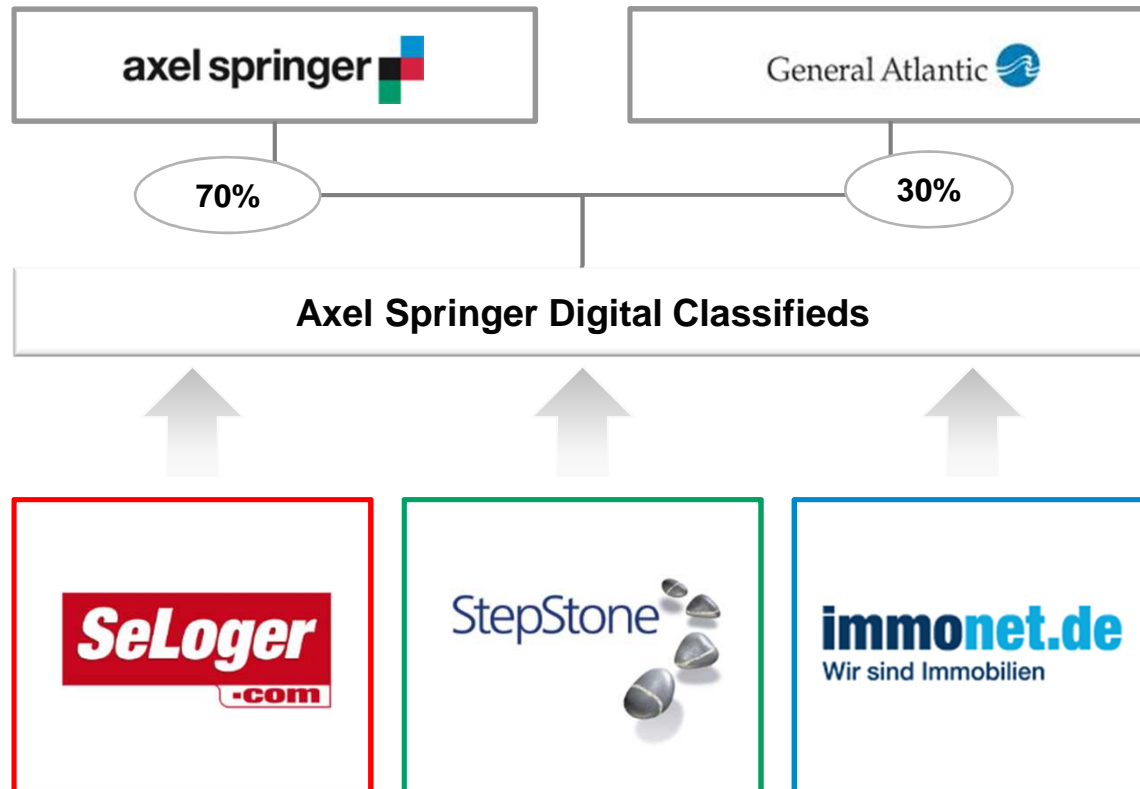 axel springer
General Atlantic
70%
30%
Axel Springer Digital Classifieds
SeLoger
.com
StepStone
immonet.de
Wir sind Immobilien